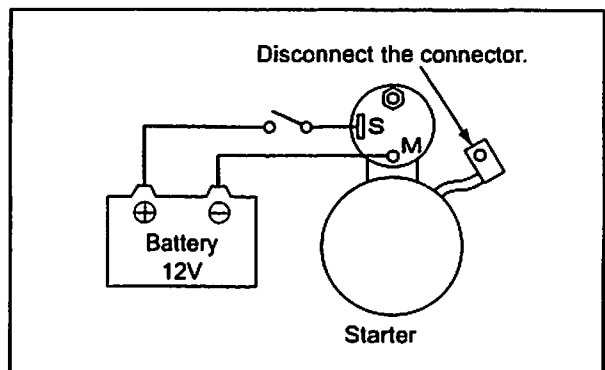 Disconnect the connector.
S
M
⊕ ⊖
Battery
12V
Starter